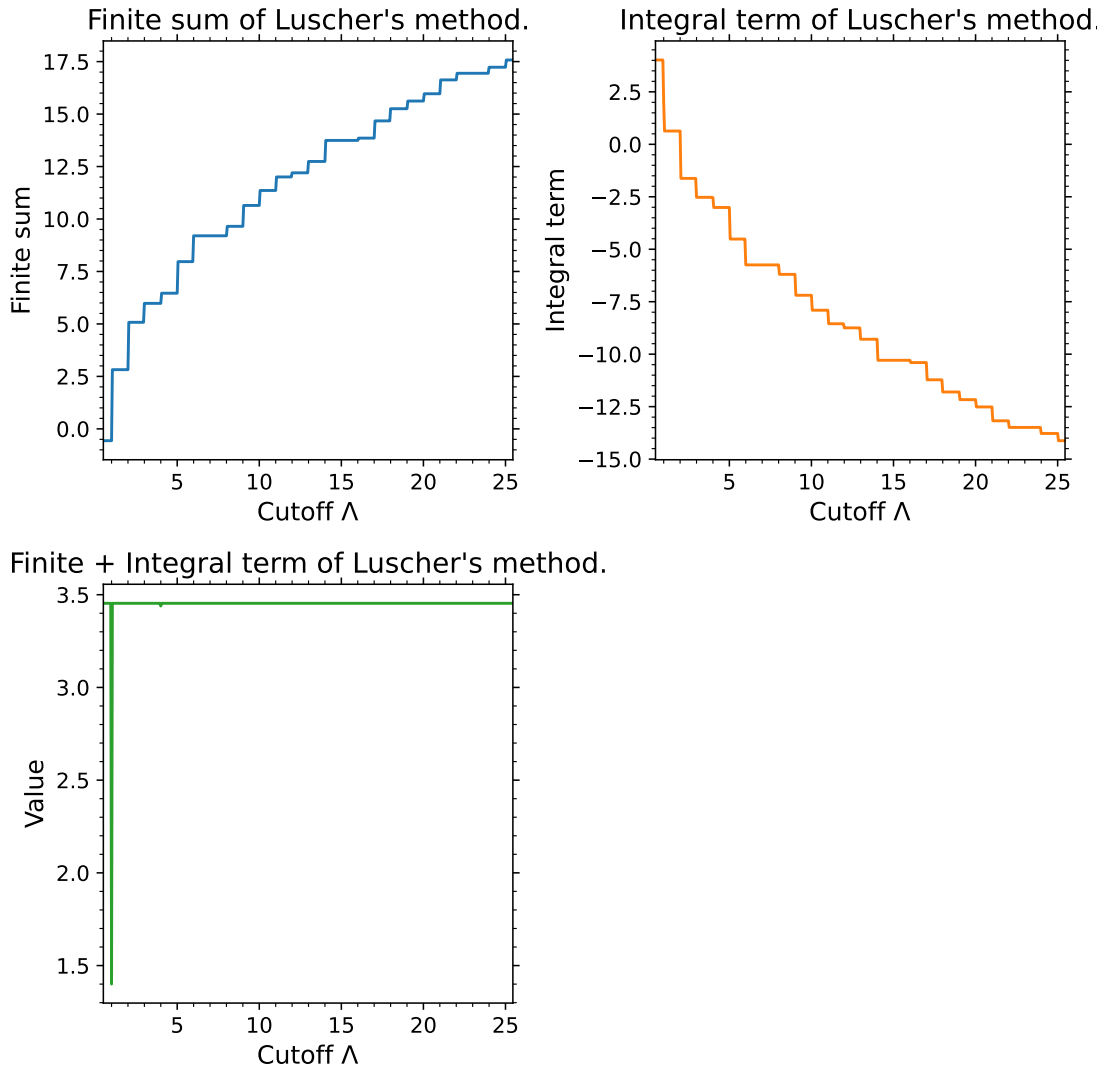 Finite sum of Luscher's method.
17.5
15.0
12.5
10.0
7.5
5.0
2.5
0.0
Finite sum
5 10 15 20 25
Cutoff Λ
Integral term of Luscher's method.
2.5
0.0
−2.5
−5.0
−7.5
−10.0
−12.5
−15.0
Integral term
5 10 15 20 25
Cutoff Λ
Finite + Integral term of Luscher's method.
3.5
3.0
2.5
2.0
1.5
Value
5 10 15 20 25
Cutoff Λ